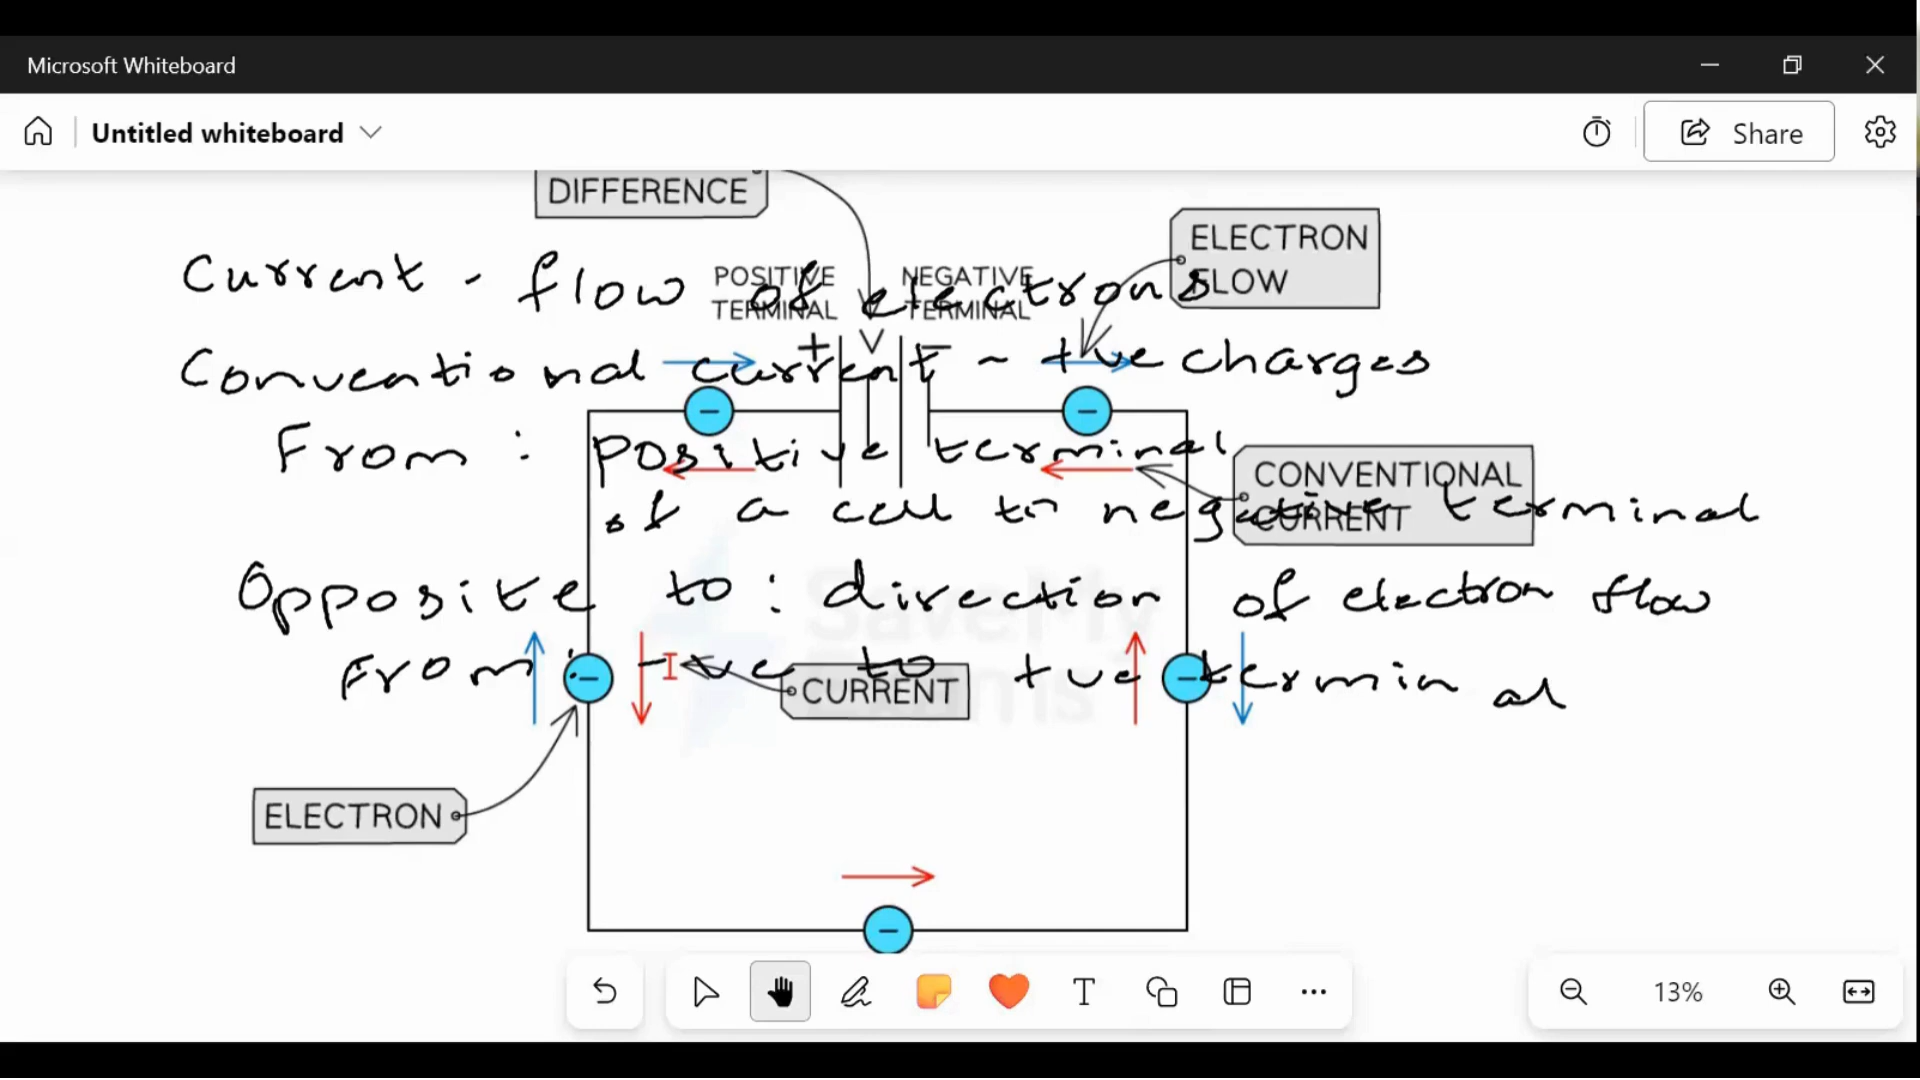 Microsoft Whiteboard
Untitled whiteboard
Share
DIFFERENCE
ELECTRON
FLOW
POSITIVE
TERMINAL
NEGATIVE
TERMINAL
Current - flow of electrons
+ V -
Conventional current - +ve charges
From : positive terminal
of a cell to negative terminal
CONVENTIONAL
CURRENT
Opposite to : direction of electron flow
From : -ve to +ve terminal
I
CURRENT
ELECTRON
SaveMy
Exams
T
13%